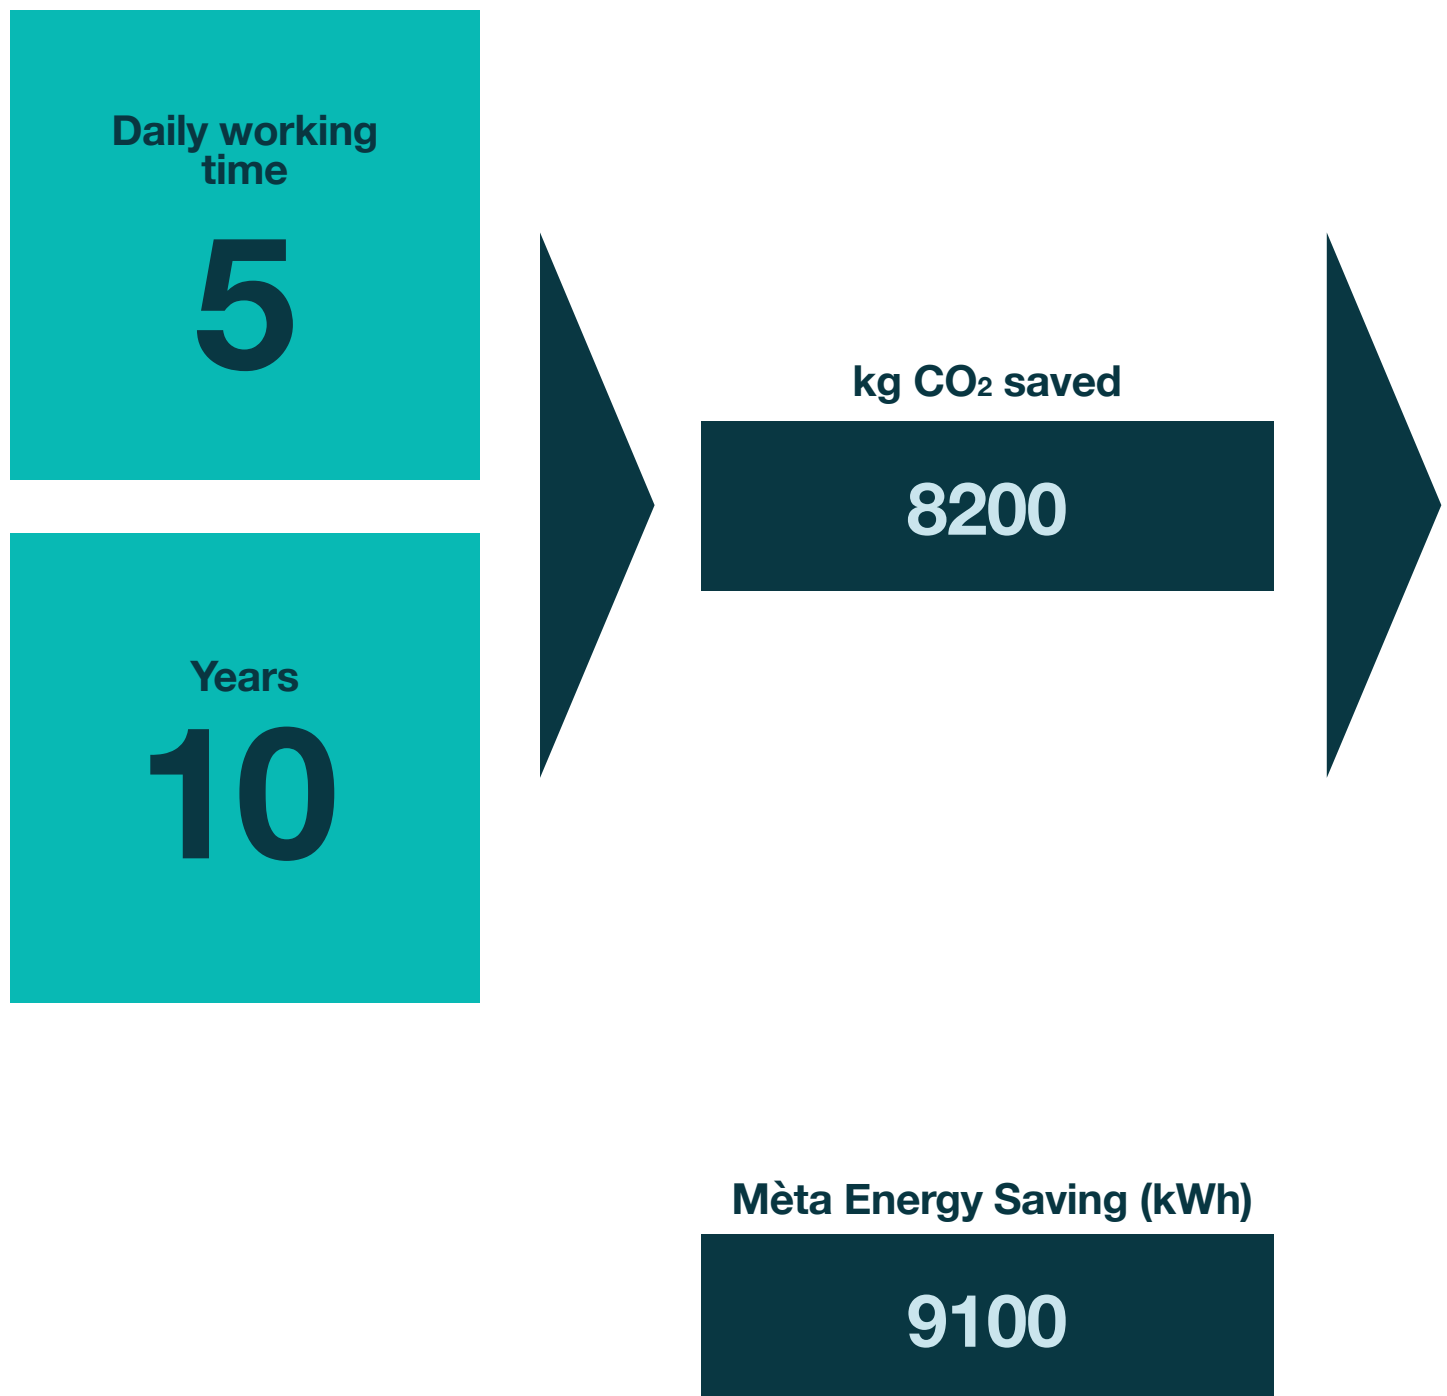 Daily working
time
5
Years
10
kg CO₂ saved
8200
Mèta Energy Saving (kWh)
9100